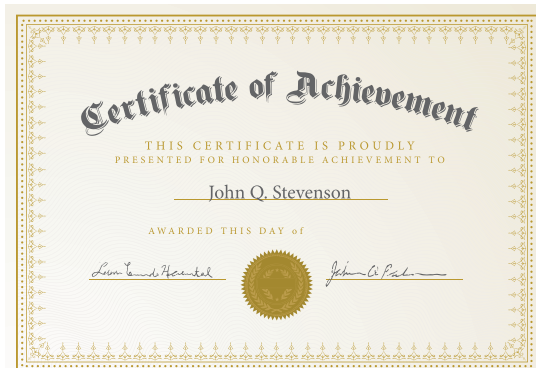 Certificate of Achievement
THIS CERTIFICATE IS PROUDLY
PRESENTED FOR HONORABLE ACHIEVEMENT TO
John Q. Stevenson
AWARDED THIS DAY of